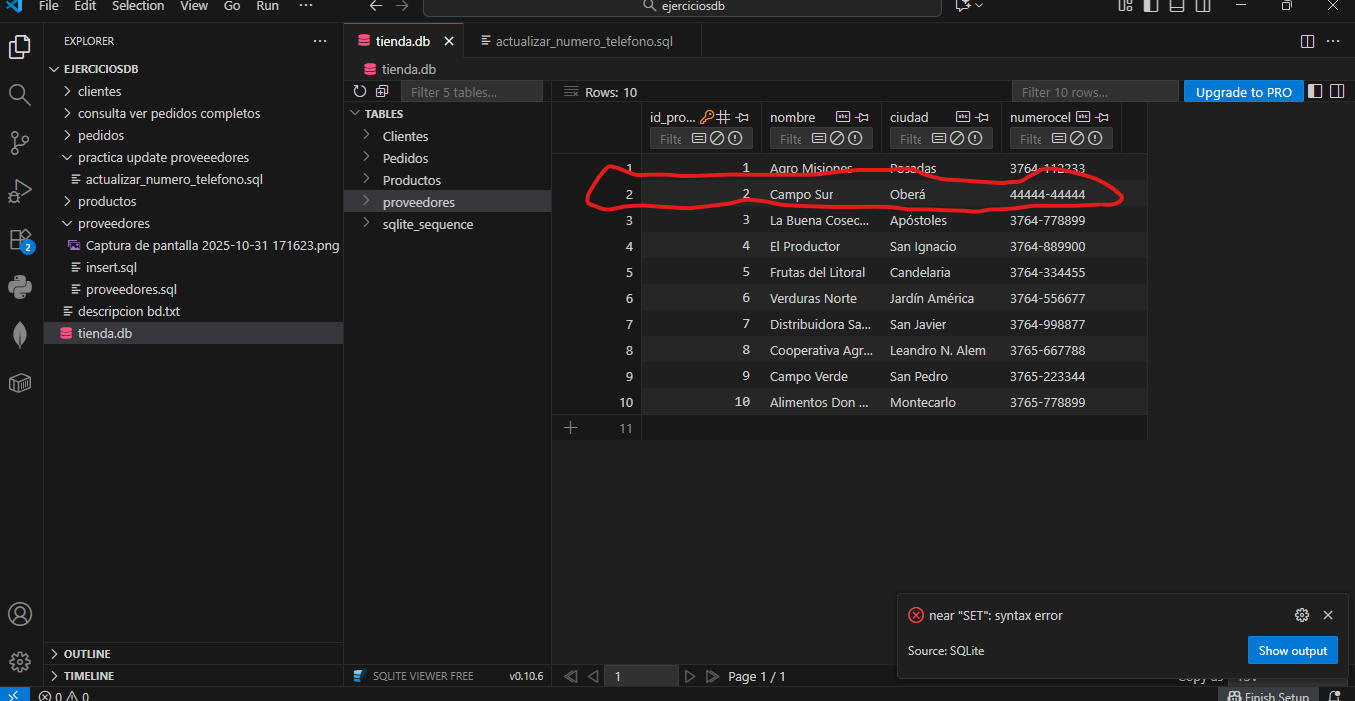 File Edit Selection View Go Run ···
ejerciciosdb
EXPLORER ···
EJERCICIOSDB
clientes
consulta ver pedidos completos
pedidos
practica update proveeedores
actualizar_numero_telefono.sql
productos
proveedores
Captura de pantalla 2025-10-31 171623.png
insert.sql
proveedores.sql
descripcion bd.txt
tienda.db
OUTLINE
TIMELINE
2
0 0
tienda.db
actualizar_numero_telefono.sql
tienda.db
Filter 5 tables...
Rows: 10
Filter 10 rows...
Upgrade to PRO
TABLES
Clientes
Pedidos
Productos
proveedores
sqlite_sequence
id_pro... nombre ciudad numerocel
Filte Filte Filte Filte
1 1 Agro Misiones Posadas 3764-112233
2 2 Campo Sur Oberá 44444-44444
3 3 La Buena Cosec... Apóstoles 3764-778899
4 4 El Productor San Ignacio 3764-889900
5 5 Frutas del Litoral Candelaria 3764-334455
6 6 Verduras Norte Jardín América 3764-556677
7 7 Distribuidora Sa... San Javier 3764-998877
8 8 Cooperativa Agr... Leandro N. Alem 3765-667788
9 9 Campo Verde San Pedro 3765-223344
10 10 Alimentos Don ... Montecarlo 3765-778899
11
near "SET": syntax error
Source: SQLite
Show output
SQLITE VIEWER FREE v0.10.6
1 Page 1 / 1
Copy as
Finish Setup